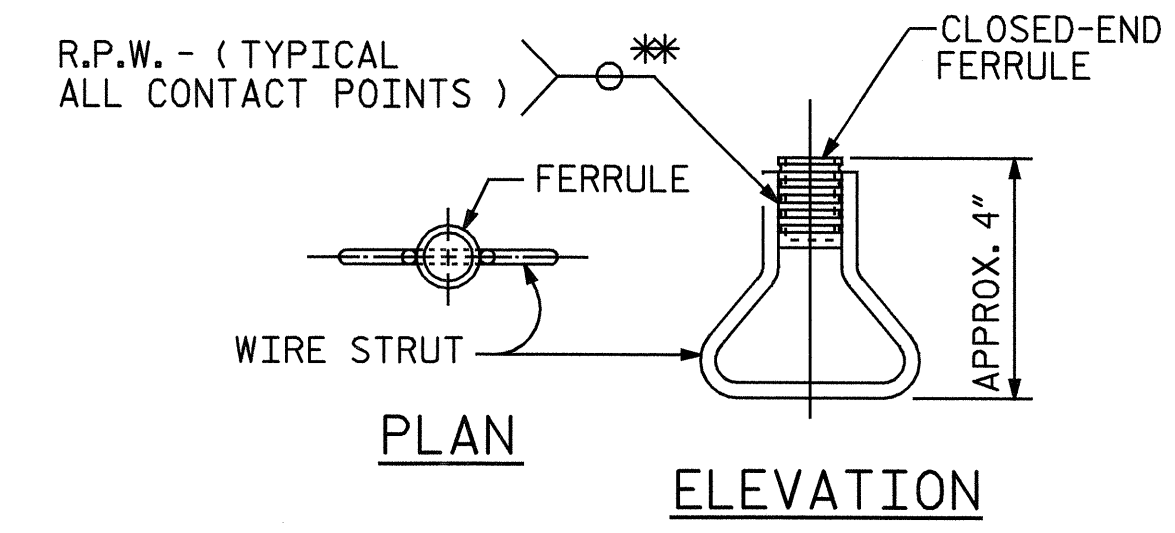 R.P.W. - ( TYPICAL
ALL CONTACT POINTS )
**
CLOSED-END
FERRULE
FERRULE
WIRE STRUT
APPROX. 4"
PLAN
ELEVATION